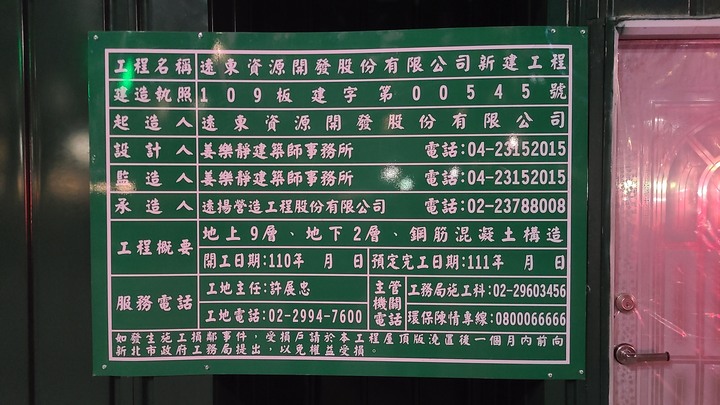 工程名稱 遠東資源開發股份有限公司新建工程
建造執照 109板建字第00545號
起造人 遠東資源開發股份有限公司
設計人 姜樂靜建築師事務所 電話:04-23152015
監造人 姜樂靜建築師事務所 電話:04-23152015
承造人 遠揚營造工程股份有限公司 電話:02-23788008
工程概要 地上9層、地下2層、鋼筋混凝土構造
開工日期:110年 月 日 預定完工日期:111年 月 日
服務電話 工地主任:許展忠
工地電話:02-2994-7600
主管機關電話 工務局施工科:02-29603456
環保陳情專線:0800066666
如發生施工損鄰事件，受損戶請於本工程屋頂版澆置後一個月內前向
新北市政府工務局提出，以免權益受損。